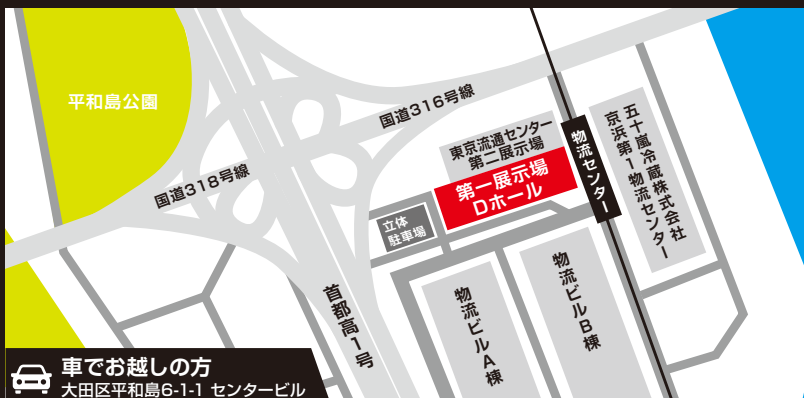 平和島公園
国道316号線
国道318号線
東京流通センター
第二展示場
第一展示場
Dホール
物流センター
五十嵐冷蔵株式会社
京浜第1物流センター
立体
駐車場
首都高1号
物流ビルA棟
物流ビルB棟
車でお越しの方
大田区平和島6-1-1 センタービル